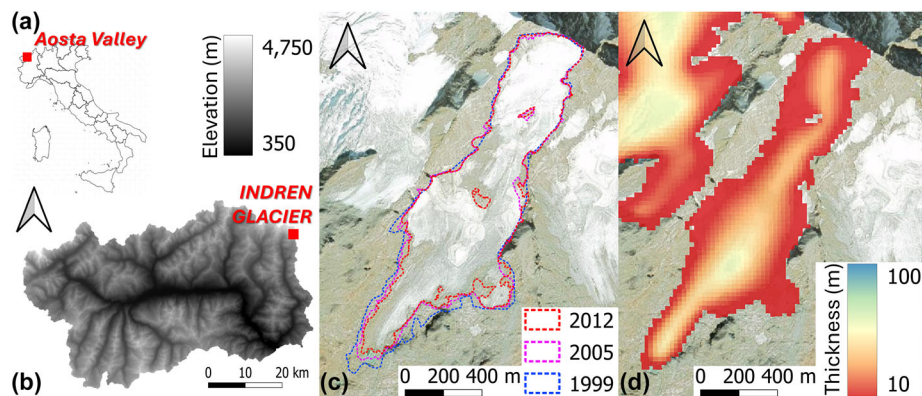 (a)
Aosta Valley
Elevation (m)
4,750
350
INDREN
GLACIER
(b)
0 10 20 km
(c)
2012
2005
1999
0 200 400 m
(d)
0 200 400 m
Thickness (m)
100
10